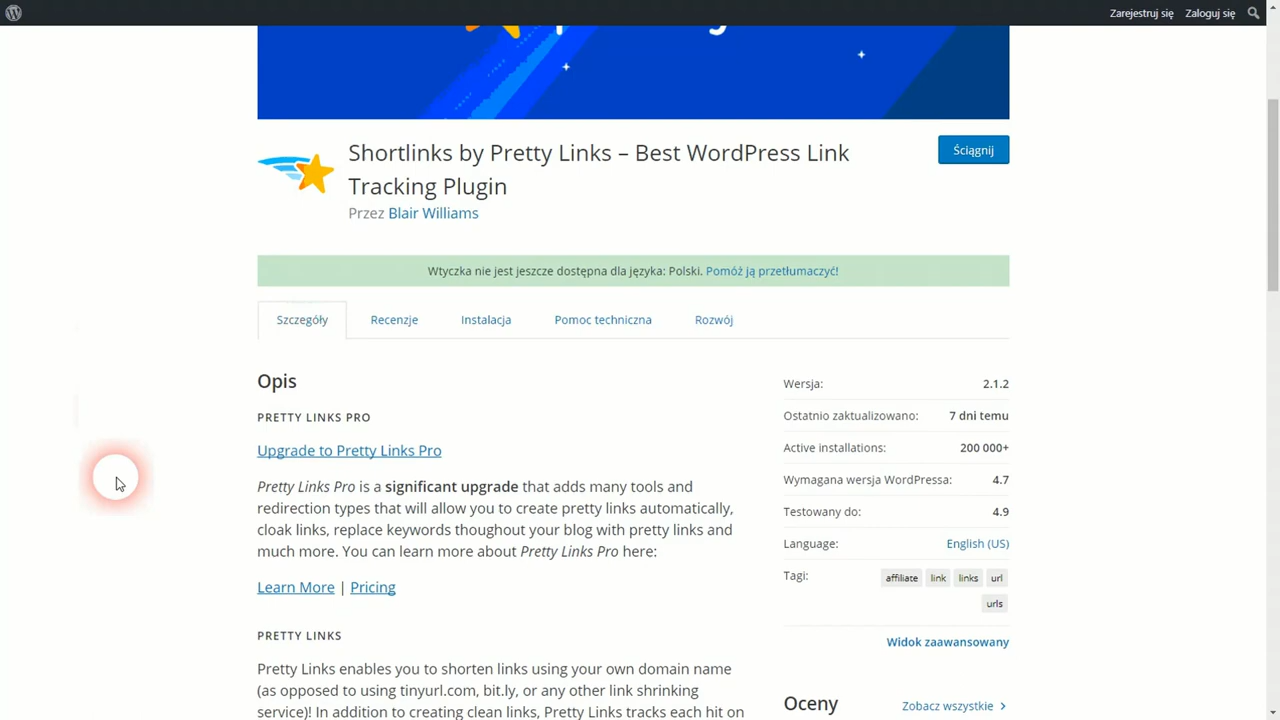 Zarejestruj się Zaloguj się
Shortlinks by Pretty Links – Best WordPress Link
Tracking Plugin
Ściągnij
Przez Blair Williams
Wtyczka nie jest jeszcze dostępna dla języka: Polski. Pomóż ją przetłumaczyć!
Szczegóły Recenzje Instalacja Pomoc techniczna Rozwój
Opis
PRETTY LINKS PRO
Upgrade to Pretty Links Pro
Pretty Links Pro is a significant upgrade that adds many tools and
redirection types that will allow you to create pretty links automatically,
cloak links, replace keywords thoughout your blog with pretty links and
much more. You can learn more about Pretty Links Pro here:
Learn More | Pricing
PRETTY LINKS
Pretty Links enables you to shorten links using your own domain name
(as opposed to using tinyurl.com, bit.ly, or any other link shrinking
service)! In addition to creating clean links, Pretty Links tracks each hit on
Wersja: 2.1.2
Ostatnio zaktualizowano: 7 dni temu
Active installations: 200 000+
Wymagana wersja WordPressa: 4.7
Testowany do: 4.9
Language: English (US)
Tagi: affiliate link links url
urls
Widok zaawansowany
Oceny Zobacz wszystkie